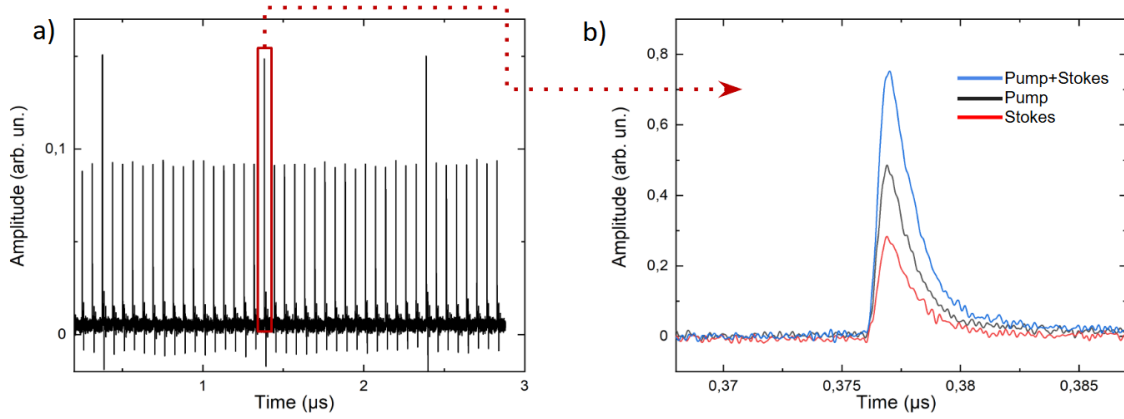 a)
Amplitude (arb. un.)
0,1
0
1
2
3
Time (µs)
b)
Amplitude (arb. un.)
0,8
0,6
0,4
0,2
0
Pump+Stokes
Pump
Stokes
0,37
0,375
0,38
0,385
Time (µs)